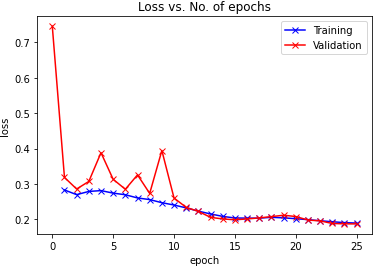 Loss vs. No. of epochs
Training
Validation
0.7
0.6
0.5
0.4
0.3
0.2
loss
0 5 10 15 20 25
epoch